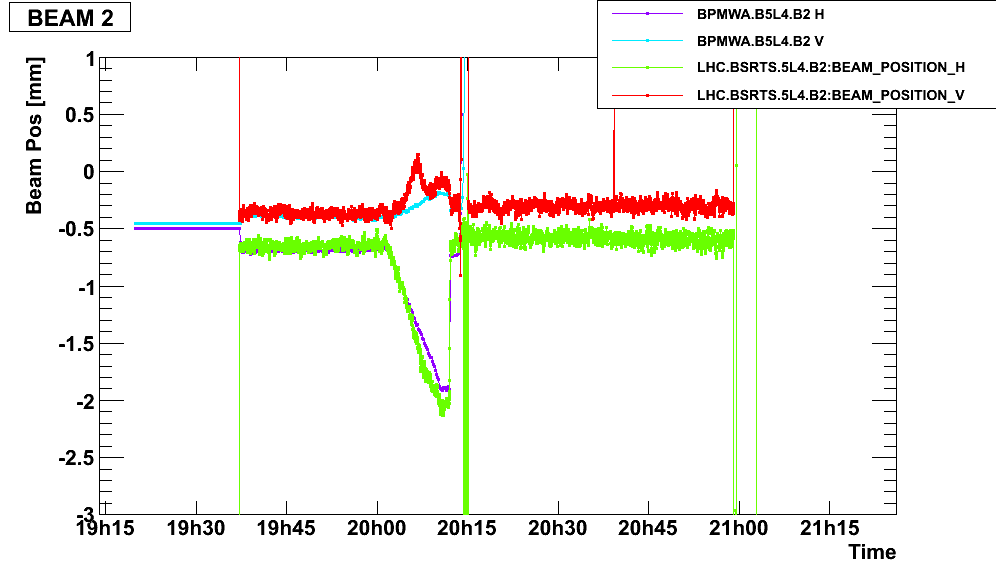 BEAM 2
BPMWA.B5L4.B2 H
BPMWA.B5L4.B2 V
LHC.BSRTS.5L4.B2:BEAM_POSITION_H
LHC.BSRTS.5L4.B2:BEAM_POSITION_V
Beam Pos [mm]
1
0.5
0
-0.5
-1
-1.5
-2
-2.5
-3
19h15 19h30 19h45 20h00 20h15 20h30 20h45 21h00 21h15
Time